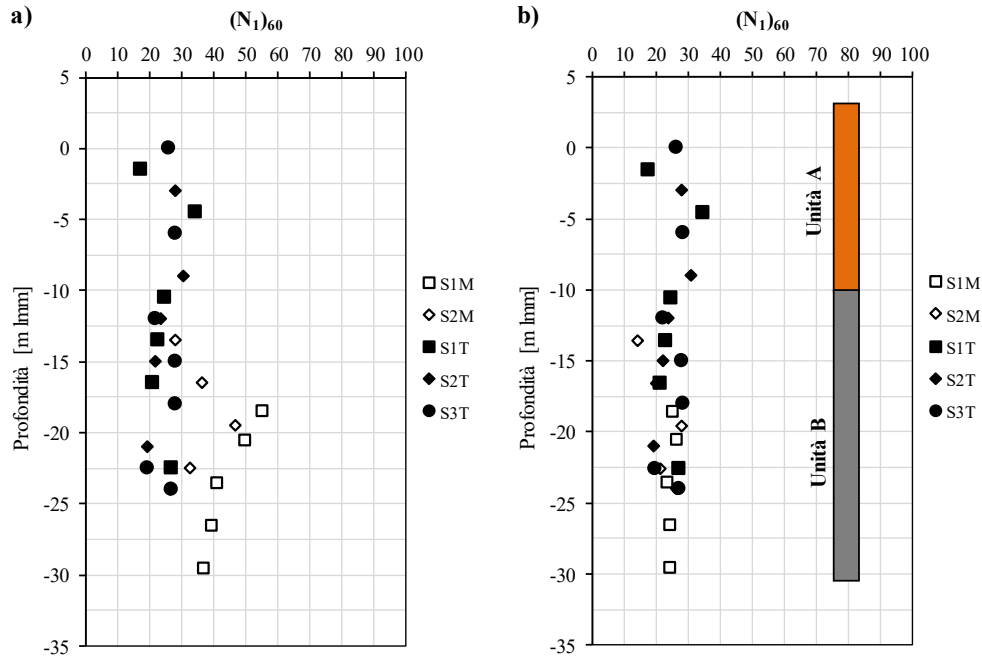 a)
(N1)60
0 10 20 30 40 50 60 70 80 90 100
5
0
-5
-10
-15
-20
-25
-30
-35
Profondità [m lmm]
S1M
S2M
S1T
S2T
S3T
b)
(N1)60
0 10 20 30 40 50 60 70 80 90 100
5
0
-5
-10
-15
-20
-25
-30
-35
Profondità [m lmm]
Unità A
Unità B
S1M
S2M
S1T
S2T
S3T